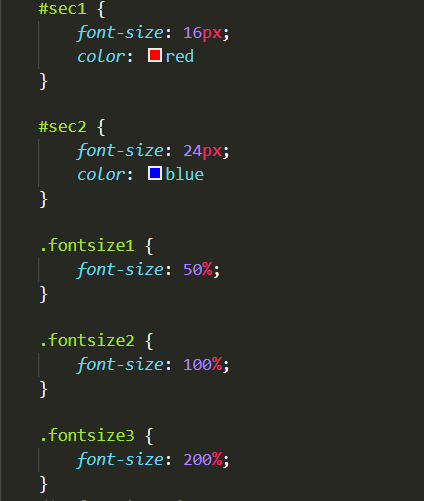 #sec1 {
font-size: 16px;
color: red
}
#sec2 {
font-size: 24px;
color: blue
}
.fontsize1 {
font-size: 50%;
}
.fontsize2 {
font-size: 100%;
}
.fontsize3 {
font-size: 200%;
}